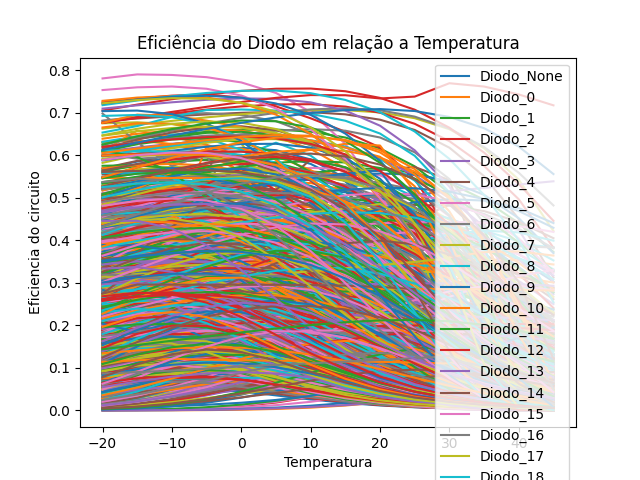 Eficiência do Diodo em relação a Temperatura
Eficiencia do circuito
0.8
0.7
0.6
0.5
0.4
0.3
0.2
0.1
0.0
−20
−10
0
10
20
30
40
Temperatura
Diodo_None
Diodo_0
Diodo_1
Diodo_2
Diodo_3
Diodo_4
Diodo_5
Diodo_6
Diodo_7
Diodo_8
Diodo_9
Diodo_10
Diodo_11
Diodo_12
Diodo_13
Diodo_14
Diodo_15
Diodo_16
Diodo_17
Diodo_18